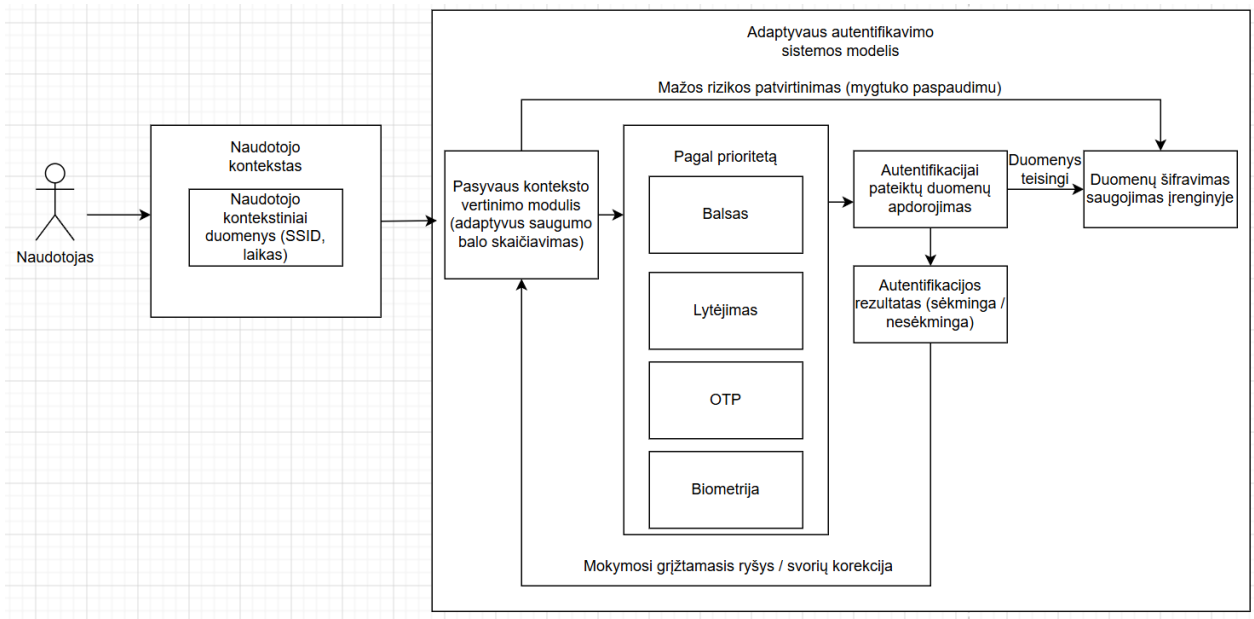 Adaptyvaus autentifikavimo
sistemos modelis
Mažos rizikos patvirtinimas (mygtuko paspaudimu)
Naudotojas
Naudotojo
kontekstas
Naudotojo
kontekstiniai
duomenys (SSID,
laikas)
Pasyvaus konteksto
vertinimo modulis
(adaptyvus saugumo
balo skaičiavimas)
Pagal prioritetą
Balsas
Lytėjimas
OTP
Biometrija
Autentifikacijai
pateiktų duomenų
apdorojimas
Duomenys
teisingi
Duomenų šifravimas
saugojimas įrenginyje
Autentifikacijos
rezultatas (sėkminga /
nesėkminga)
Mokymosi grįžtamasis ryšys / svorių korekcija